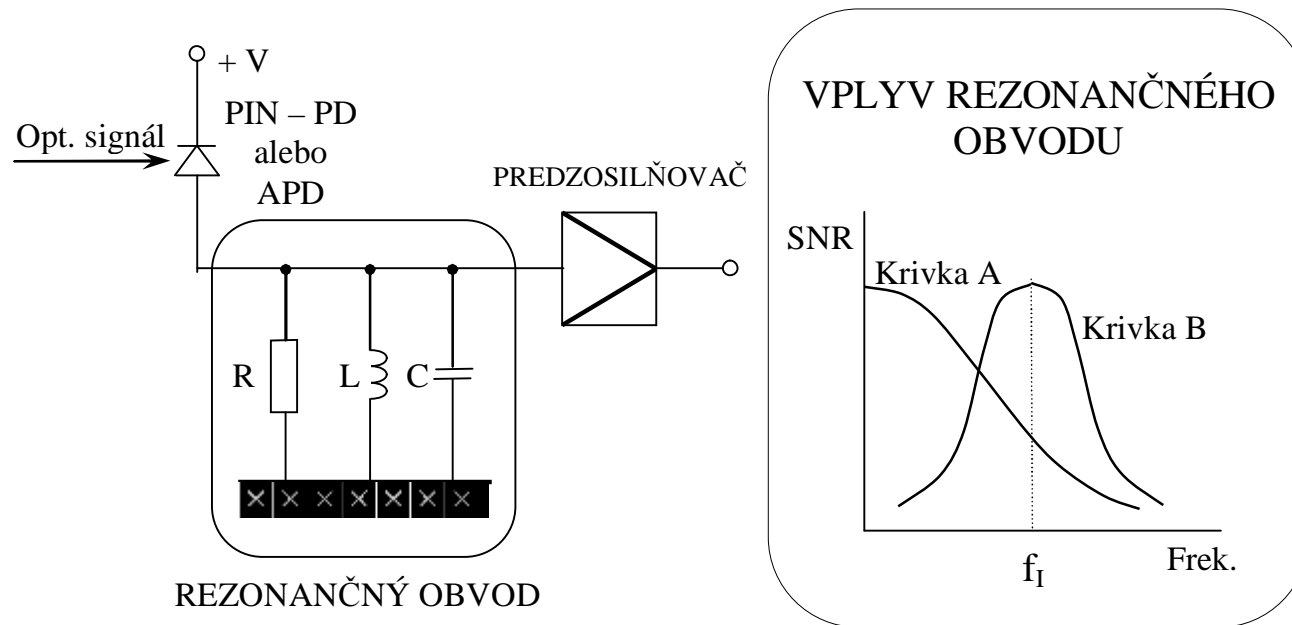 + V
PIN – PD
alebo
APD
Opt. signál
PREDZOSILŇOVAČ
R
L
C
REZONANČNÝ OBVOD
VPLYV REZONANČNÉHO
OBVODU
SNR
Krivka A
Krivka B
f_I
Frek.